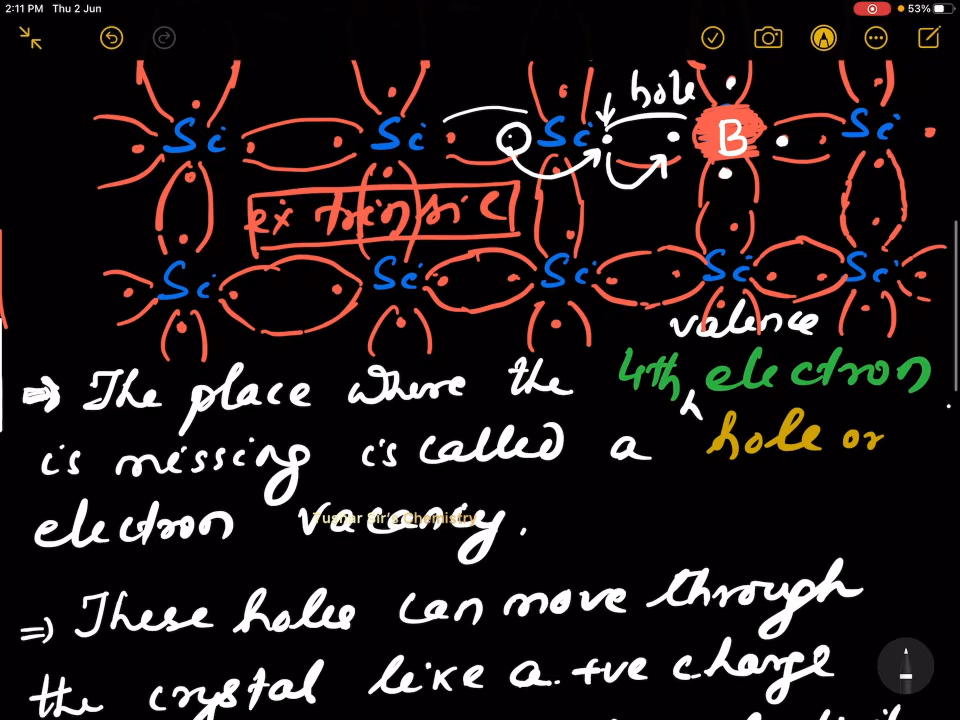 2:11 PM Thu 2 Jun 53%
hole
Si Si Si B Si
extrinsic
Si Si Si Si Si
valence
⇒ The place where the 4th electron
is missing is called a hole or
electron vacancy.
Tushar Sir's Chemistry
⇒ These holes can move through
the crystal like a +ve charge